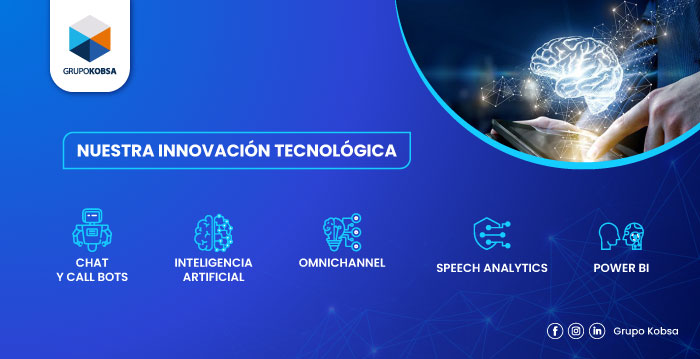 GRUPOKOBSA
NUESTRA INNOVACIÓN TECNOLÓGICA
CHAT
Y CALL BOTS
INTELIGENCIA
ARTIFICIAL
OMNICHANNEL
SPEECH ANALYTICS
POWER BI
Grupo Kobsa